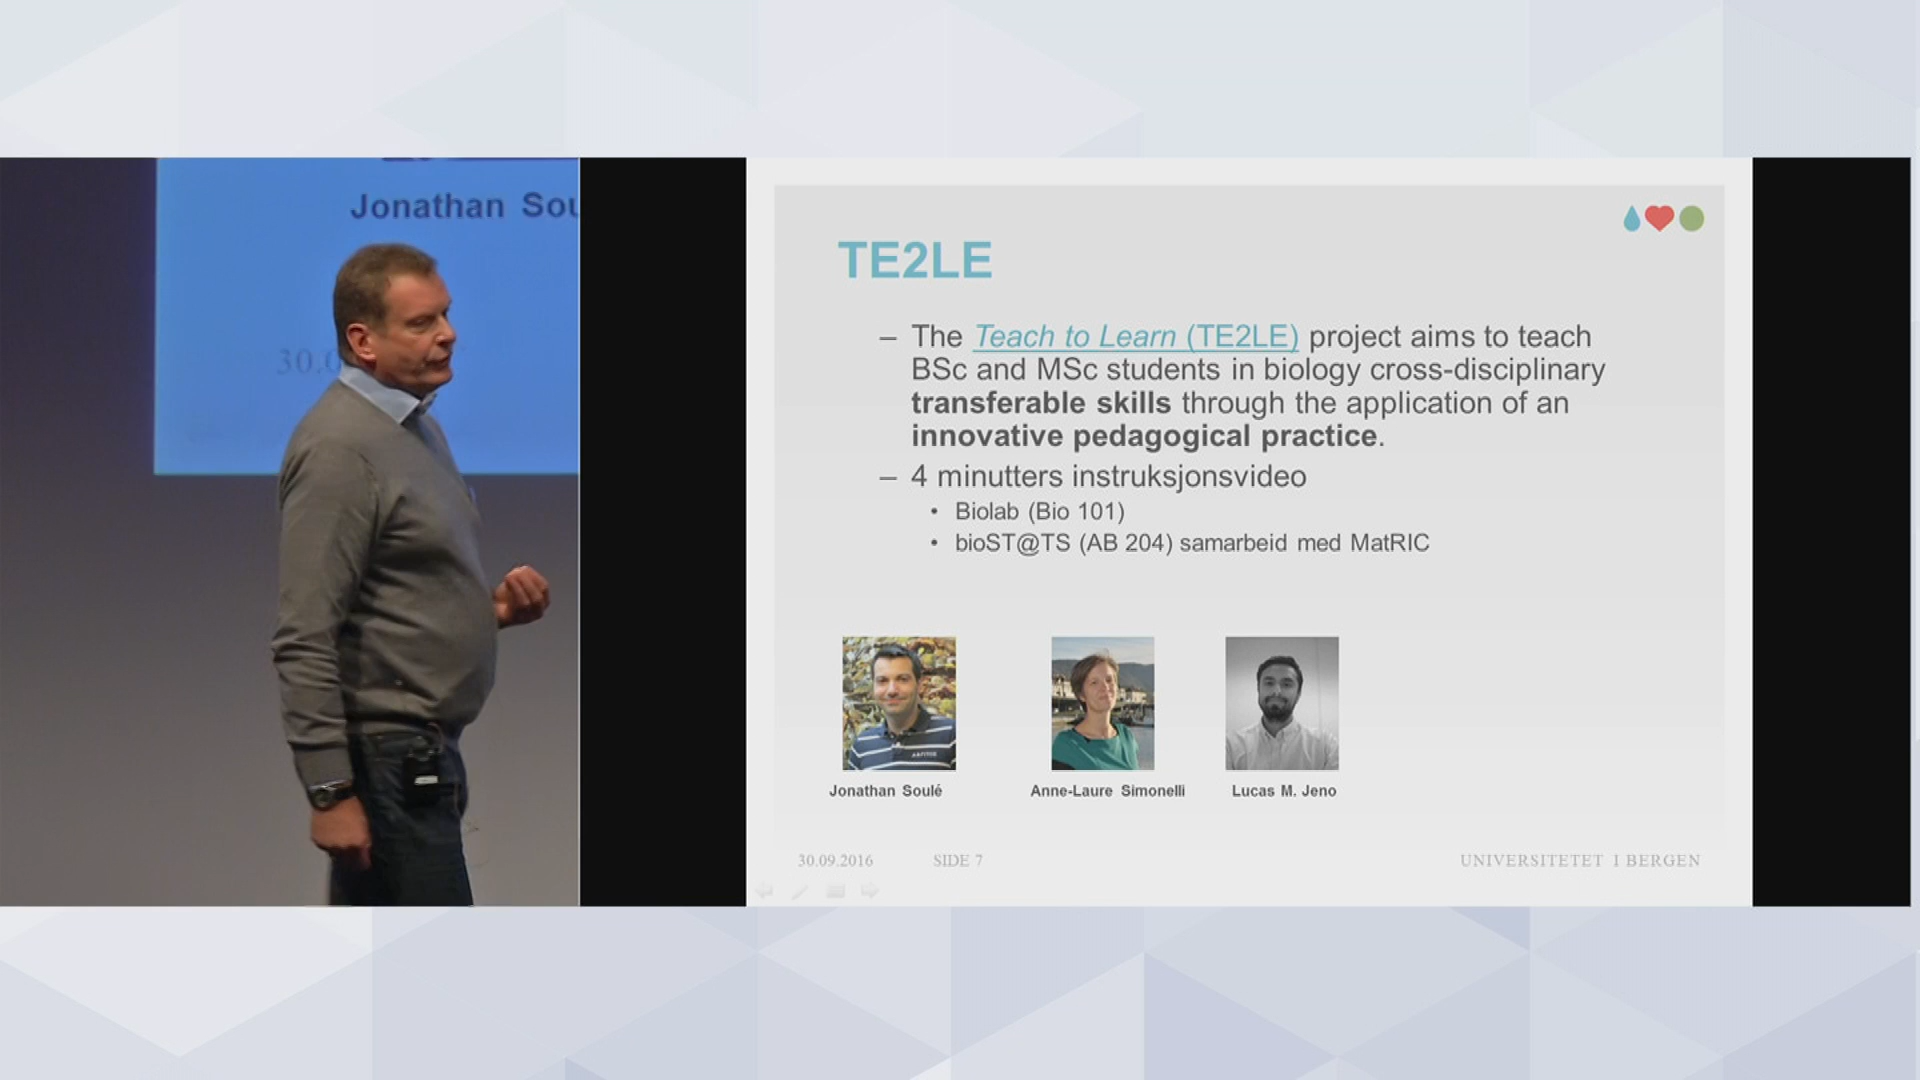 Jonathan Sou
30.0
TE2LE
– The Teach to Learn (TE2LE) project aims to teach
BSc and MSc students in biology cross-disciplinary
transferable skills through the application of an
innovative pedagogical practice.
– 4 minutters instruksjonsvideo
• Biolab (Bio 101)
• bioST@TS (AB 204) samarbeid med MatRIC
Jonathan Soulé
Anne-Laure Simonelli
Lucas M. Jeno
30.09.2016
SIDE 7
UNIVERSITETET I BERGEN